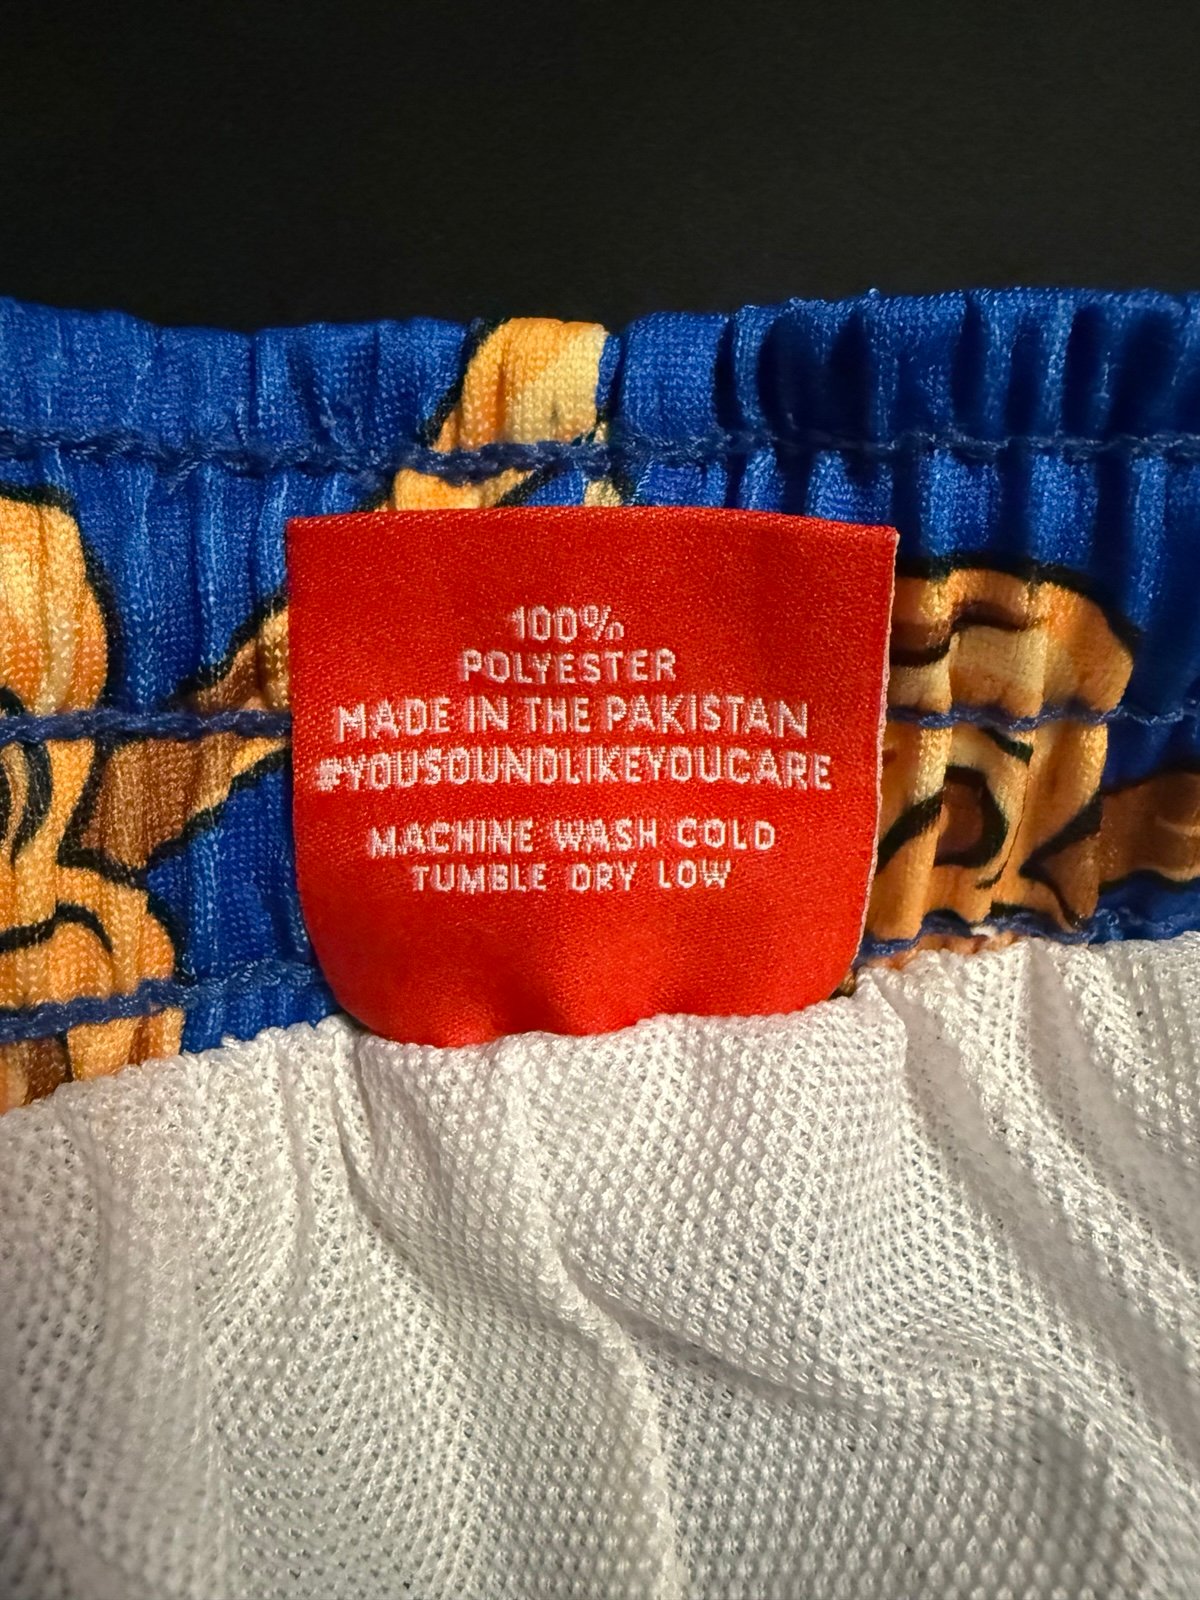 100%
POLYESTER
MADE IN THE PAKISTAN
#YOUSOUNDLIKEYOUCARE
MACHINE WASH COLD
TUMBLE DRY LOW